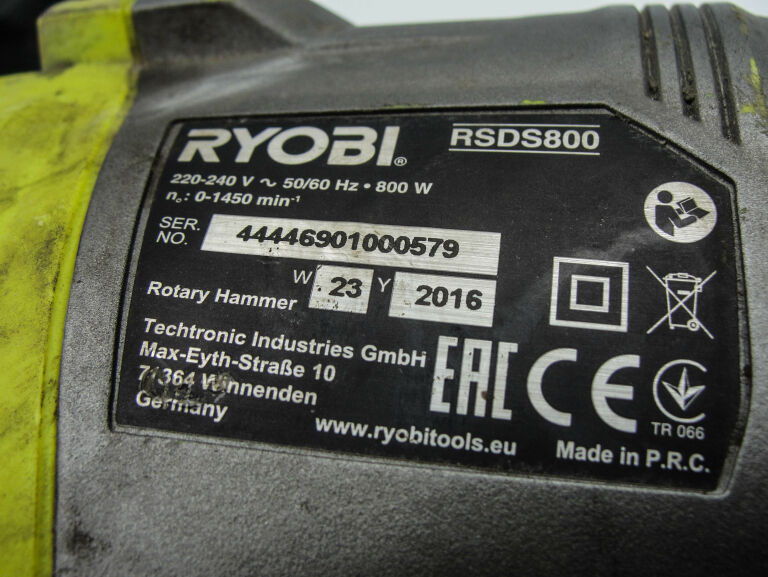 RYOBI®
RSDS800
220-240 V ~ 50/60 Hz • 800 W
n₀: 0-1450 min⁻¹
SER. NO. 44446901000579
Rotary Hammer W 23 Y 2016
Techtronic Industries GmbH
Max-Eyth-Straße 10
71364 Winnenden
Germany
EAC CE
TR 066
www.ryobitools.eu
Made in P.R.C.